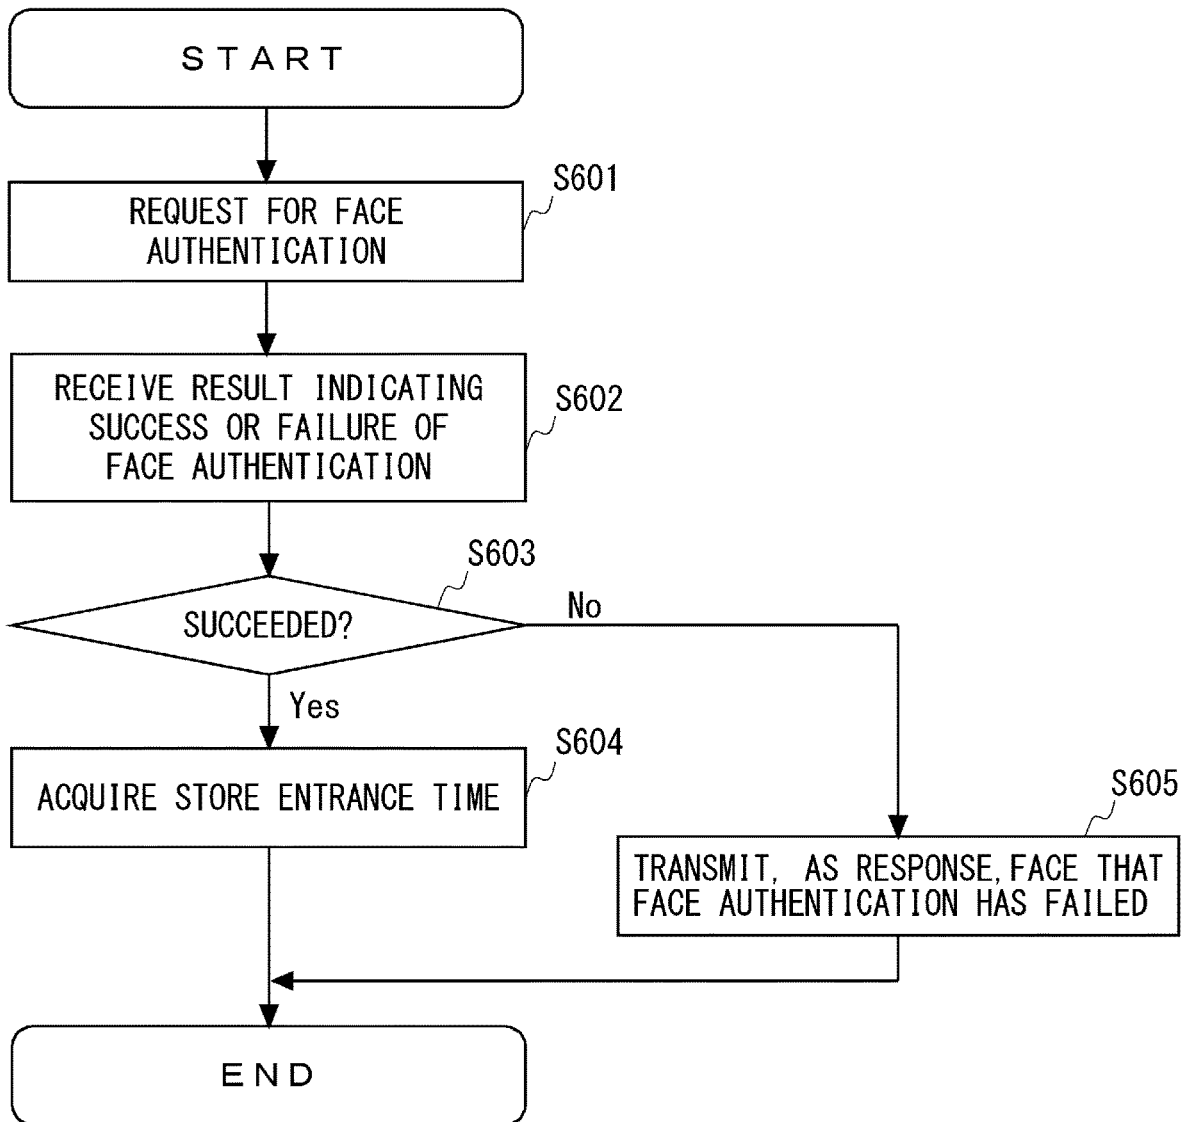 START
S601
REQUEST FOR FACE
AUTHENTICATION
S602
RECEIVE RESULT INDICATING
SUCCESS OR FAILURE OF
FACE AUTHENTICATION
S603
SUCCEEDED?
No
Yes
S604
ACQUIRE STORE ENTRANCE TIME
S605
TRANSMIT, AS RESPONSE, FACE THAT
FACE AUTHENTICATION HAS FAILED
END